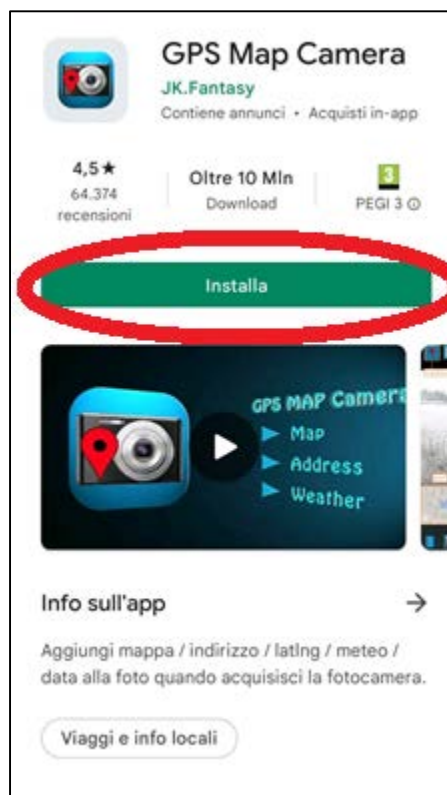 GPS Map Camera
JK.Fantasy
Contiene annunci • Acquisti in-app
4,5★
64.374
recensioni
Oltre 10 Mln
Download
3
PEGI 3
Installa
GPS MAP Camera
Map
Address
Weather
Info sull'app
Aggiungi mappa / indirizzo / latlng / meteo /
data alla foto quando acquisisci la fotocamera.
Viaggi e info locali